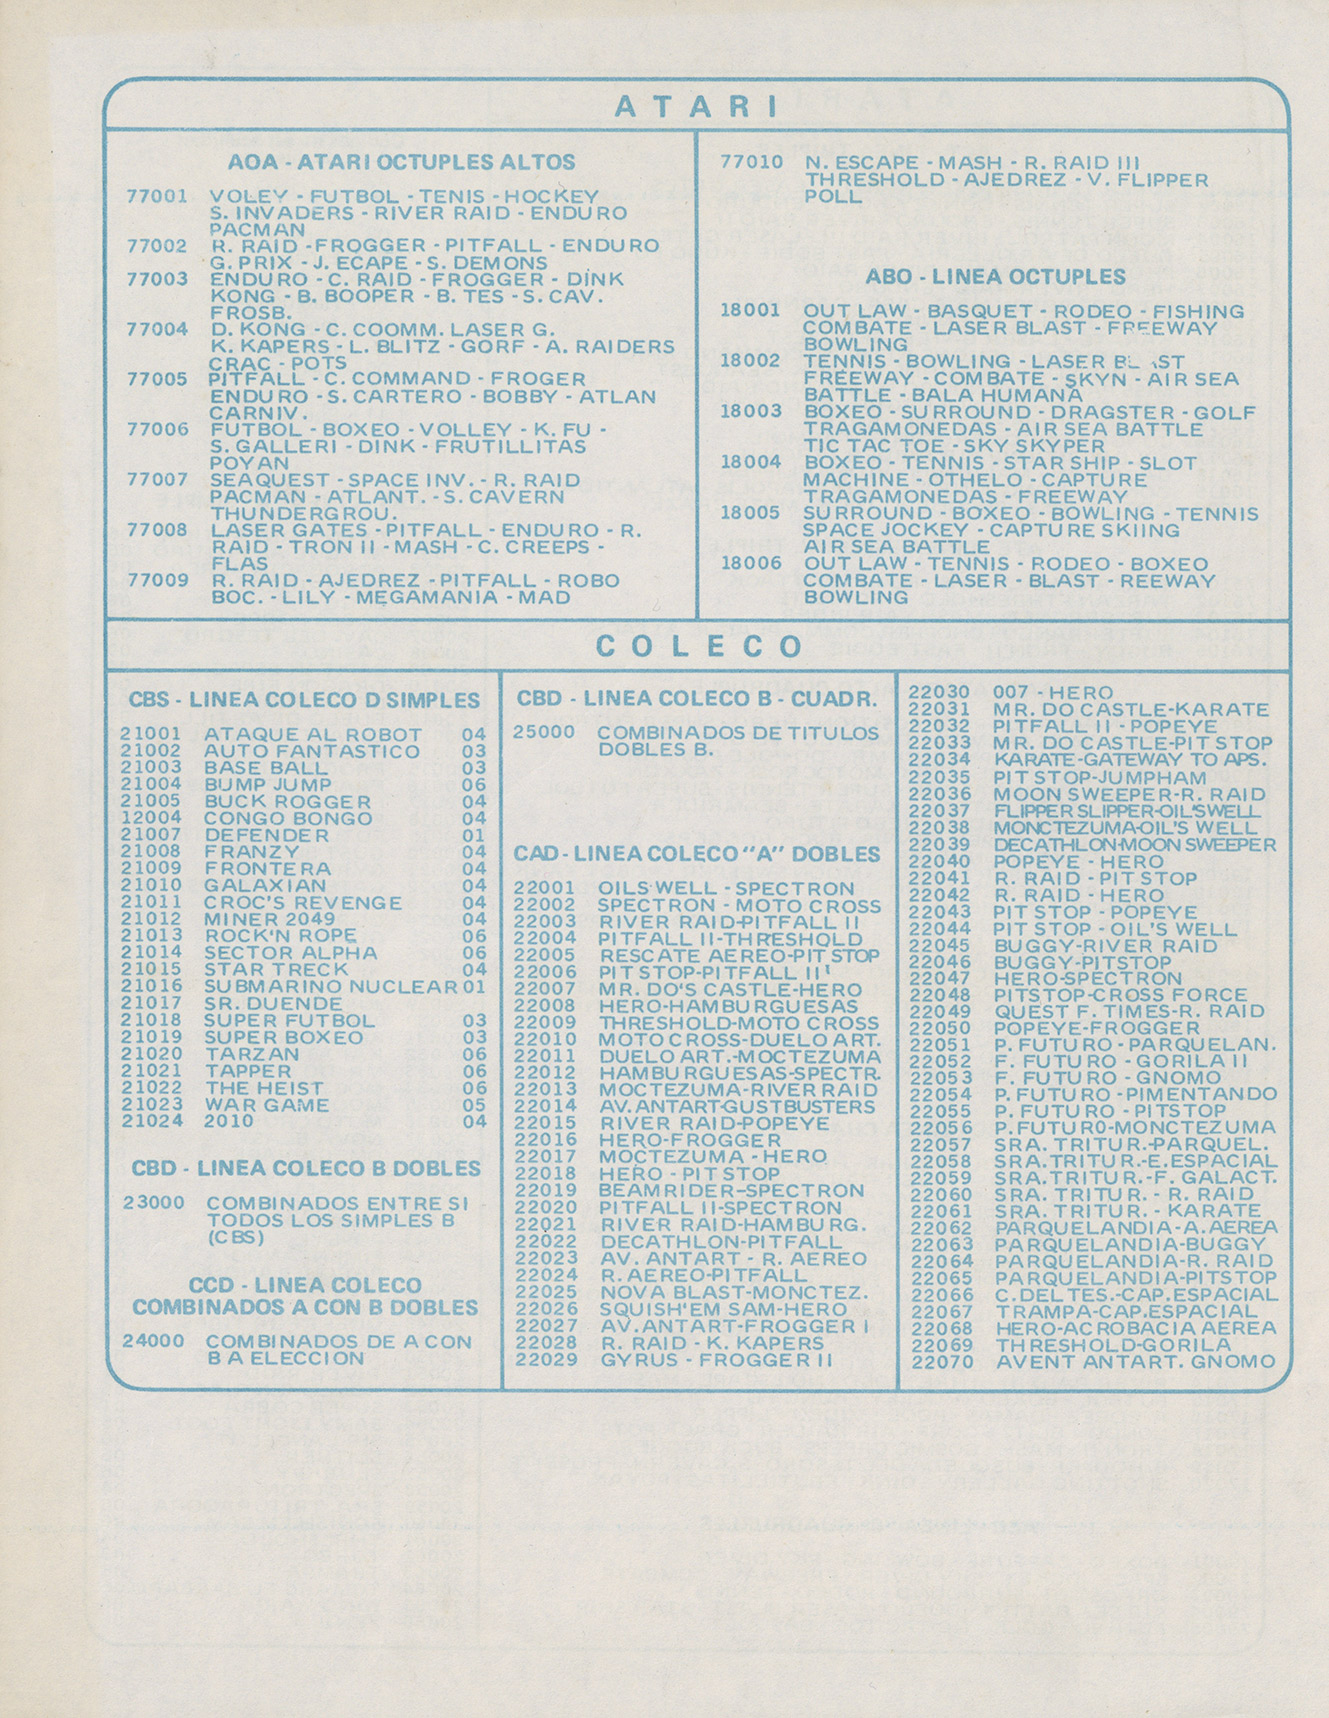 ATARI
AOA - ATARI OCTUPLES ALTOS
77001 VOLEY - FUTBOL - TENIS - HOCKEY
S. INVADERS - RIVER RAID - ENDURO
PACMAN
77002 R. RAID - FROGGER - PITFALL - ENDURO
G. PRIX - J. ECAPE - S. DEMONS
77003 ENDURO - C. RAID - FROGGER - DINK
KONG - B. BOOPER - B. TES - S. CAV.
FROSB.
77004 D. KONG - C. COOMM. LASER G.
K. KAPERS - L. BLITZ - GORF - A. RAIDERS
CRAC - POTS
77005 PITFALL - C. COMMAND - FROGER
ENDURO - S. CARTERO - BOBBY - ATLAN
CARNIV.
77006 FUTBOL - BOXEO - VOLLEY - K. FU -
S. GALLERI - DINK - FRUTILLITAS
POYAN
77007 SEAQUEST - SPACE INV. - R. RAID
PACMAN - ATLANT. - S. CAVERN
THUNDERGROU.
77008 LASER GATES - PITFALL - ENDURO - R.
RAID - TRON II - MASH - C. CREEPS -
FLAS
77009 R. RAID - AJEDREZ - PITFALL - ROBO
BOC. - LILY - MEGAMANIA - MAD
77010 N. ESCAPE - MASH - R. RAID III
THRESHOLD - AJEDREZ - V. FLIPPER
POLL
ABO - LINEA OCTUPLES
18001 OUT LAW - BASQUET - RODEO - FISHING
COMBATE - LASER BLAST - FREEWAY
BOWLING
18002 TENNIS - BOWLING - LASER BLAST
FREEWAY - COMBATE - SKYN - AIR SEA
BATTLE - BALA HUMANA
18003 BOXEO - SURROUND - DRAGSTER - GOLF
TRAGAMONEDAS - AIR SEA BATTLE
TIC TAC TOE - SKY SKYPER
18004 BOXEO - TENNIS - STAR SHIP - SLOT
MACHINE - OTHELO - CAPTURE
TRAGAMONEDAS - FREEWAY
18005 SURROUND - BOXEO - BOWLING - TENNIS
SPACE JOCKEY - CAPTURE SKIING
AIR SEA BATTLE
18006 OUT LAW - TENNIS - RODEO - BOXEO
COMBATE - LASER - BLAST - REEWAY
BOWLING
COLECO
CBS - LINEA COLECO D SIMPLES
21001 ATAQUE AL ROBOT 04
21002 AUTO FANTASTICO 03
21003 BASE BALL 03
21004 BUMP JUMP 06
21005 BUCK ROGGER 04
12004 CONGO BONGO 04
21007 DEFENDER 01
21008 FRANZY 04
21009 FRONTERA 04
21010 GALAXIAN 04
21011 CROC'S REVENGE 04
21012 MINER 2049 04
21013 ROCK'N ROPE 06
21014 SECTOR ALPHA 06
21015 STAR TRECK 04
21016 SUBMARINO NUCLEAR 01
21017 SR. DUENDE
21018 SUPER FUTBOL 03
21019 SUPER BOXEO 03
21020 TARZAN 06
21021 TAPPER 06
21022 THE HEIST 06
21023 WAR GAME 05
21024 2010 04
CBD - LINEA COLECO B DOBLES
23000 COMBINADOS ENTRE SI
TODOS LOS SIMPLES B
(CBS)
CCD - LINEA COLECO
COMBINADOS A CON B DOBLES
24000 COMBINADOS DE A CON
B A ELECCION
CBD - LINEA COLECO B - CUADR.
25000 COMBINADOS DE TITULOS
DOBLES B.
CAD - LINEA COLECO "A" DOBLES
22001 OILS WELL - SPECTRON
22002 SPECTRON - MOTO CROSS
22003 RIVER RAID-PITFALL II
22004 PITFALL II-THRESHOLD
22005 RESCATE AEREO-PIT STOP
22006 PIT STOP-PITFALL II'
22007 MR. DO'S CASTLE-HERO
22008 HERO-HAMBURGUESAS
22009 THRESHOLD-MOTO CROSS
22010 MOTO CROSS-DUELO ART.
22011 DUELO ART.-MOCTEZUMA
22012 HAMBURGUESAS-SPECTR.
22013 MOCTEZUMA-RIVER RAID
22014 AV. ANTART-GUSTBUSTERS
22015 RIVER RAID-POPEYE
22016 HERO-FROGGER
22017 MOCTEZUMA - HERO
22018 HERO - PIT STOP
22019 BEAMRIDER-SPECTRON
22020 PITFALL II-SPECTRON
22021 RIVER RAID-HAMBURG.
22022 DECATHLON-PITFALL
22023 AV. ANTART - R. AEREO
22024 R. AEREO-PITFALL
22025 NOVA BLAST-MONCTEZ.
22026 SQUISH'EM SAM-HERO
22027 AV. ANTART-FROGGER I
22028 R. RAID - K. KAPERS
22029 GYRUS - FROGGER II
22030 007 - HERO
22031 MR. DO CASTLE-KARATE
22032 PITFALL II - POPEYE
22033 MR. DO CASTLE-PIT STOP
22034 KARATE-GATEWAY TO APS.
22035 PIT STOP-JUMPHAM
22036 MOON SWEEPER-R. RAID
22037 FLIPPER SLIPPER-OIL'S WELL
22038 MONCTEZUMA-OIL'S WELL
22039 DECATHLON-MOON SWEEPER
22040 POPEYE - HERO
22041 R. RAID - PIT STOP
22042 R. RAID - HERO
22043 PIT STOP - POPEYE
22044 PIT STOP - OIL'S WELL
22045 BUGGY-RIVER RAID
22046 BUGGY-PITSTOP
22047 HERO-SPECTRON
22048 PITSTOP-CROSS FORCE
22049 QUEST F. TIMES-R. RAID
22050 POPEYE-FROGGER
22051 P. FUTURO - PARQUELAN.
22052 F. FUTURO - GORILA II
22053 F. FUTURO - GNOMO
22054 P. FUTURO - PIMENTANDO
22055 P. FUTURO - PITSTOP
22056 P. FUTURO-MONCTEZUMA
22057 SRA. TRITUR.-PARQUEL.
22058 SRA. TRITUR.-E. ESPACIAL
22059 SRA. TRITUR.-F. GALACT.
22060 SRA. TRITUR. - R. RAID
22061 SRA. TRITUR. - KARATE
22062 PARQUELANDIA-A. AEREA
22063 PARQUELANDIA-BUGGY
22064 PARQUELANDIA-R. RAID
22065 PARQUELANDIA-PITSTOP
22066 C. DEL TES.-CAP. ESPACIAL
22067 TRAMPA-CAP. ESPACIAL
22068 HERO-ACROBACIA AEREA
22069 THRESHOLD-GORILA
22070 AVENT ANTART. GNOMO